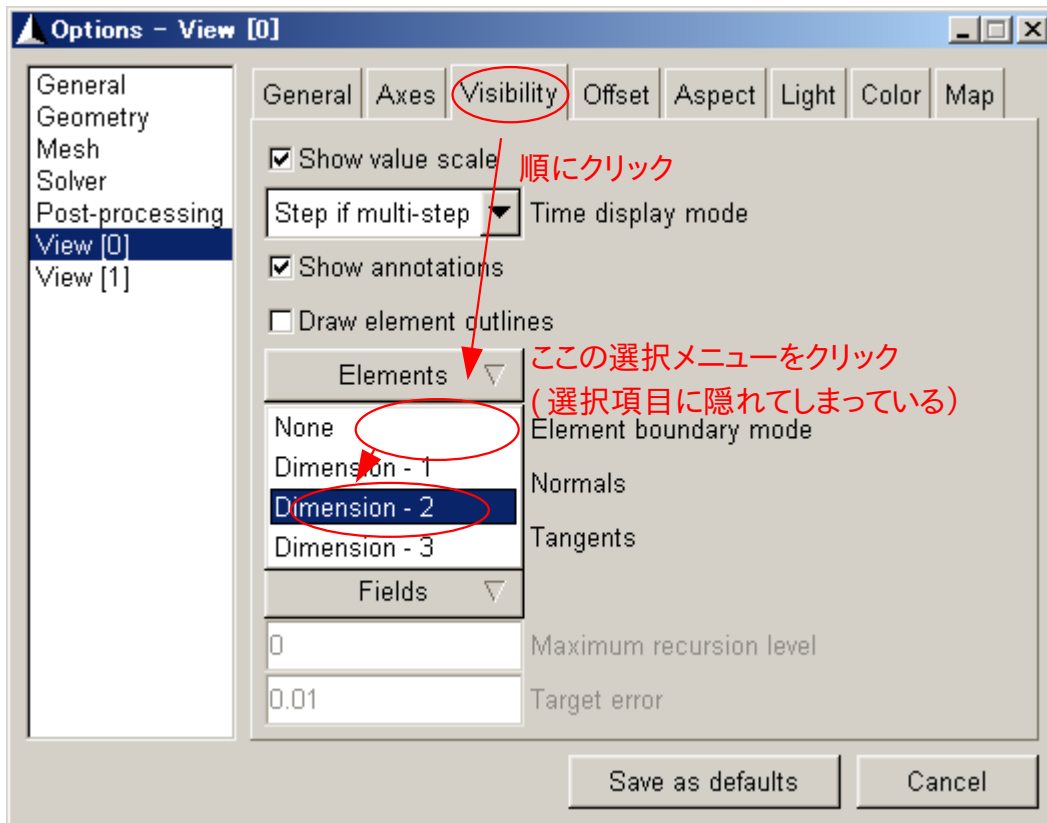 Options - View [0]
General
Geometry
Mesh
Solver
Post-processing
View [0]
View [1]
General Axes Visibility Offset Aspect Light Color Map
Show value scale
順にクリック
Step if multi-step Time display mode
Show annotations
Draw element outlines
ここの選択メニューをクリック
Elements
(選択項目に隠れてしまっている)
None Element boundary mode
Dimension - 1
Normals
Dimension - 2
Tangents
Dimension - 3
Fields
0 Maximum recursion level
0.01 Target error
Save as defaults Cancel